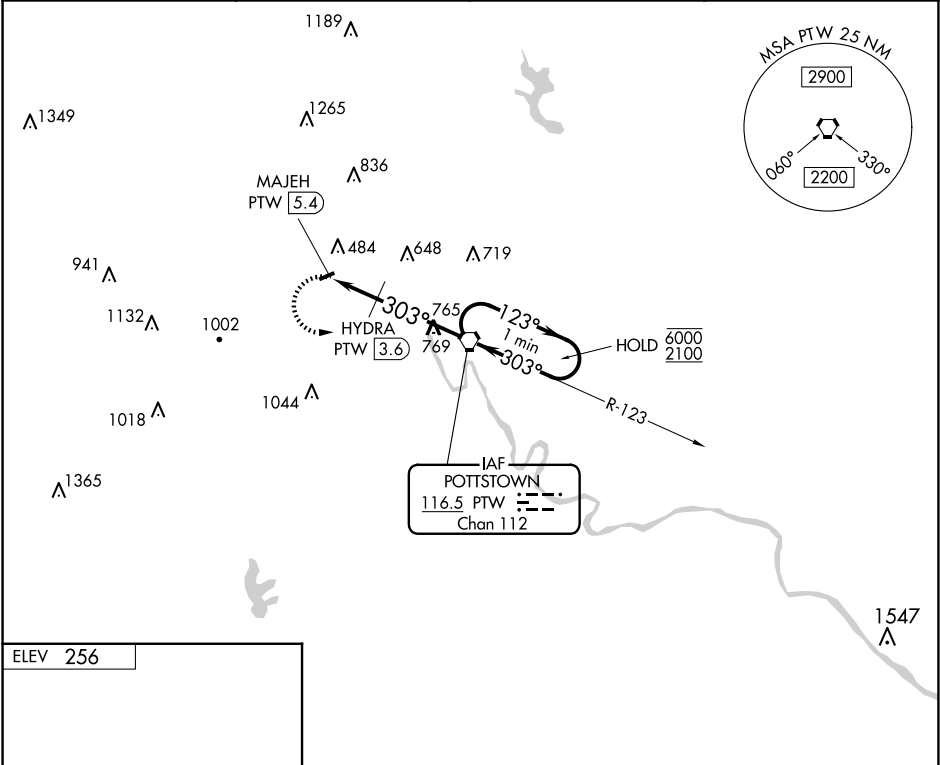 1189
MSA PTW 25 NM
2900
060°
330°
2200
1349
1265
836
MAJEH
PTW 5.4
484
648
719
941
303°
765
123°
1132
1002
HYDRA
PTW 3.6
769
1 min
303°
HOLD 6000
2100
1044
1018
R-123
1365
IAF
POTTSTOWN
116.5 PTW
Chan 112
1547
ELEV 256